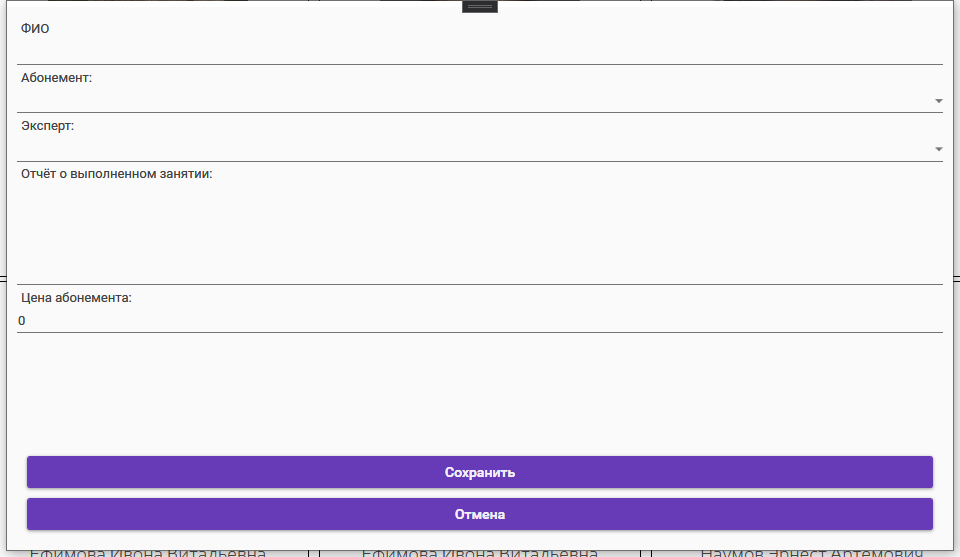 ФИО
Абонемент:
Эксперт:
Отчёт о выполненном занятии:
Цена абонемента:
0
Сохранить
Отмена
Ефимова Ивона Витальевна Ефимова Ивона Витальевна Наумов Эрнест Артемович